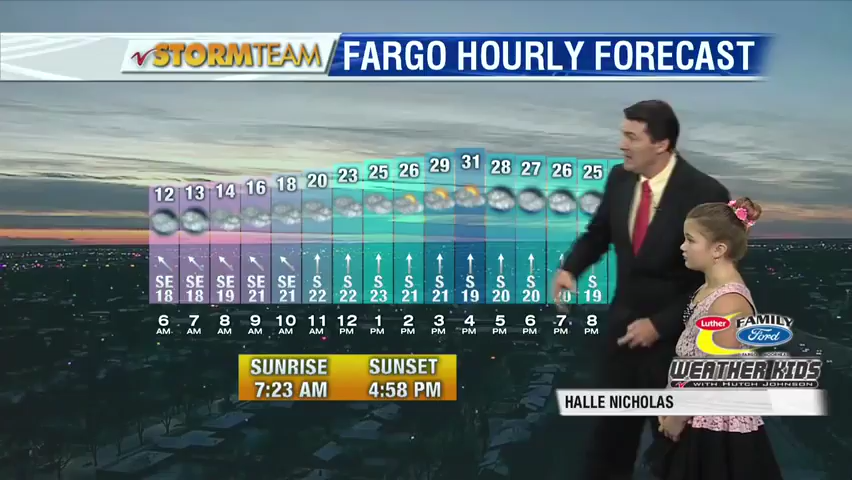 VSTORMTEAM
FARGO HOURLY FORECAST
12 13 14 16 18 20 23 25 26 29 31 28 27 26 25
SE SE SE SE SE S S S S S S S S S
18 18 19 21 21 22 22 23 21 21 19 20 20 20 19
6 7 8 9 10 11 12 1 2 3 4 5 6 7 8
AM AM AM AM AM AM PM PM PM PM PM PM PM PM PM
SUNRISE SUNSET
7:23 AM 4:58 PM
Luther FAMILY
Ford
WEATHER KIDS
WITH HUTCH JOHNSON
HALLE NICHOLAS